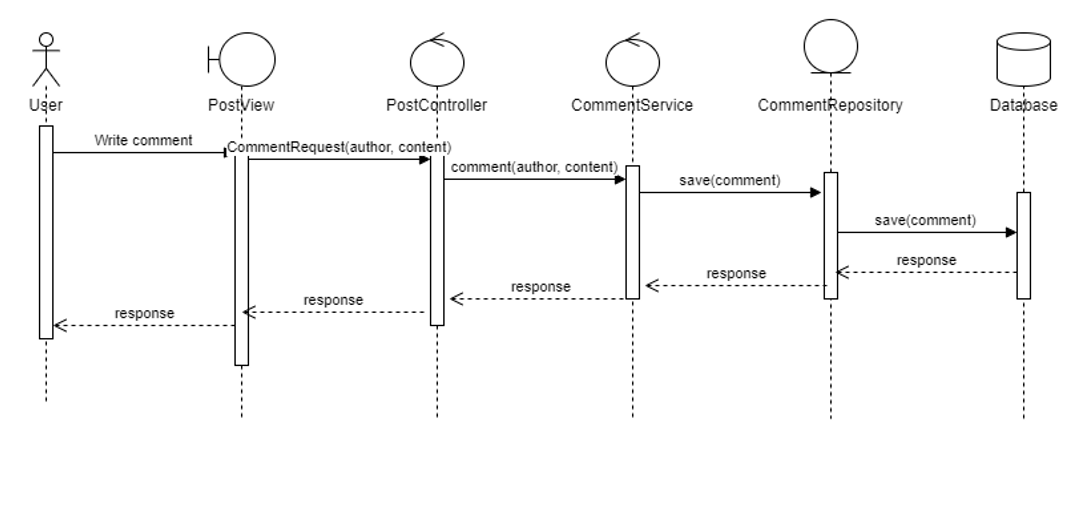 User
PostView
PostController
CommentService
CommentRepository
Database
Write comment
CommentRequest(author, content)
comment(author, content)
save(comment)
save(comment)
response
response
response
response
response